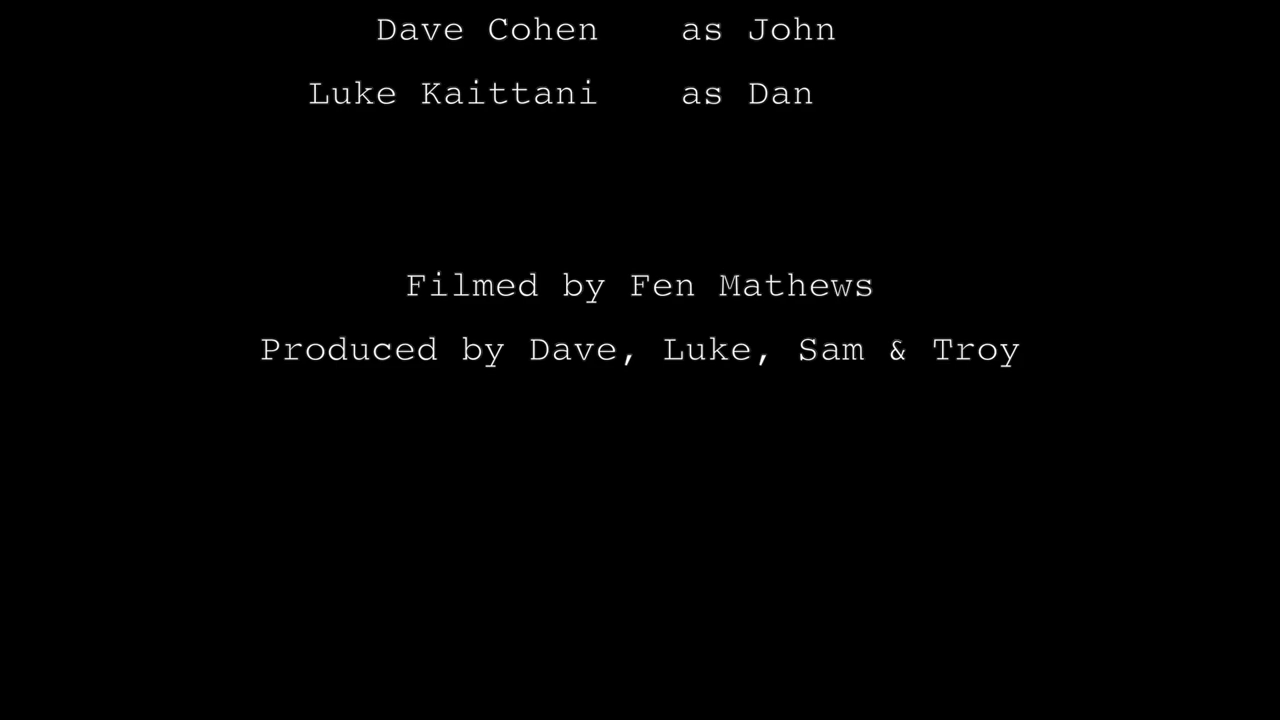 Dave Cohen as John
Luke Kaittani as Dan
Filmed by Fen Mathews
Produced by Dave, Luke, Sam & Troy